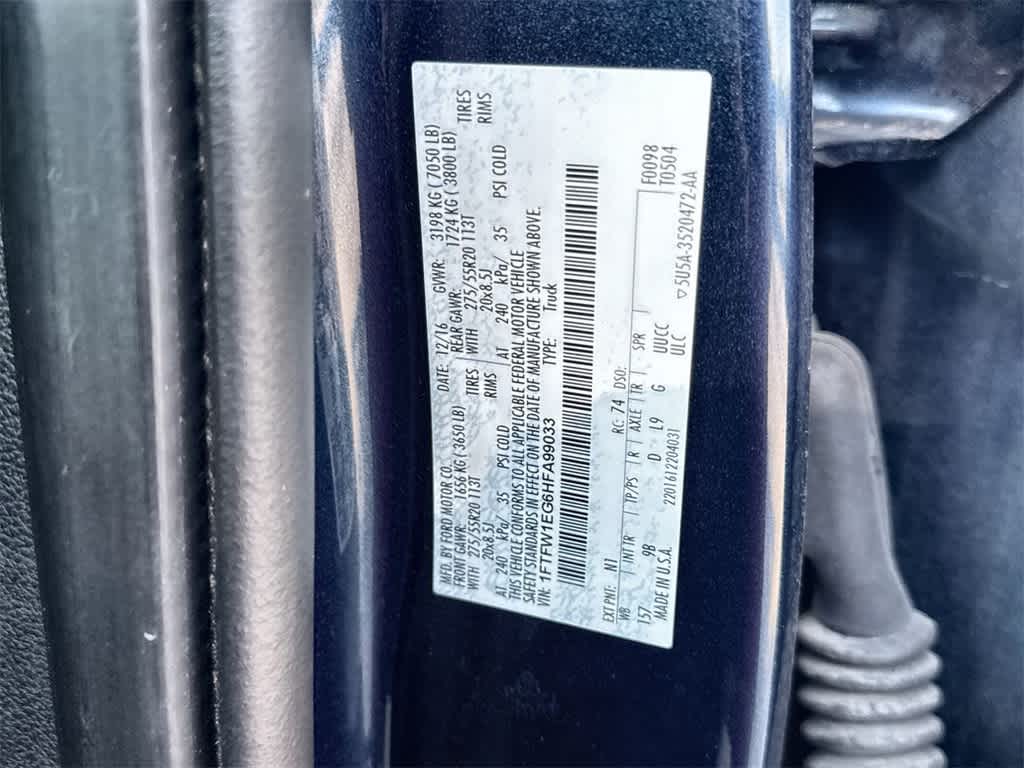 MFD. BY FORD MOTOR CO.
DATE: 12/16 GVWR: 3198 KG ( 7050 LB)
FRONT GAWR: 1656 KG ( 3650 LB) REAR GAWR: 1724 KG ( 3800 LB)
WITH 275/55R20 113T TIRES WITH 275/55R20 113T TIRES
20x8.5J RIMS 20x8.5J RIMS
AT 240 kPa/ 35 PSI COLD AT 240 kPa/ 35 PSI COLD
THIS VEHICLE CONFORMS TO ALL APPLICABLE FEDERAL MOTOR VEHICLE
SAFETY STANDARDS IN EFFECT ON THE DATE OF MANUFACTURE SHOWN ABOVE.
VIN: 1FTFW1EG6HFA99033 TYPE: Truck
EXT PNT: N1 RC: 74 DSO: F0098
WB INT TR TP/PS R AXLE TR SPR T0504
157 9B D L9 G UUCC
MADE IN U.S.A. 220161220403 ULC ▽5U5A-3520472-AA